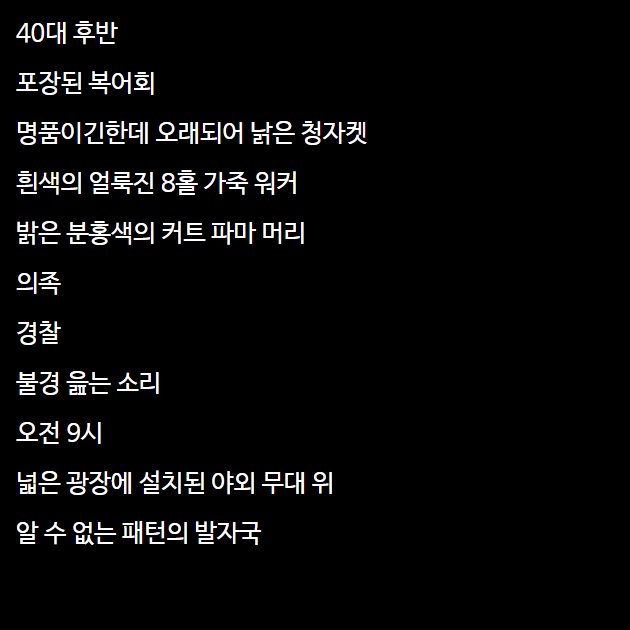 40대 후반
포장된 복어회
명품이긴한데 오래되어 낡은 청자켓
흰색의 얼룩진 8홀 가죽 워커
밝은 분홍색의 커트 파마 머리
의족
경찰
불경 읊는 소리
오전 9시
넓은 광장에 설치된 야외 무대 위
알 수 없는 패턴의 발자국